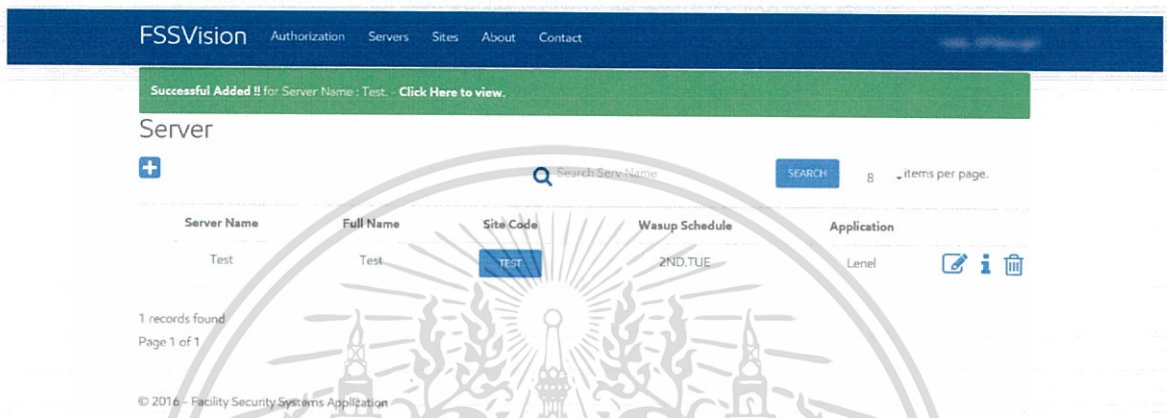 FSSVision Authorization Servers Sites About Contact
Successful Added !! for Server Name : Test. - Click Here to view.
Server
Search Serv Name SEARCH 8 items per page.
Server Name Full Name Site Code Wasup Schedule Application
Test Test TEST 2ND,TUE Lenel
1 records found
Page 1 of 1
© 2016 - Facility Security Systems Application